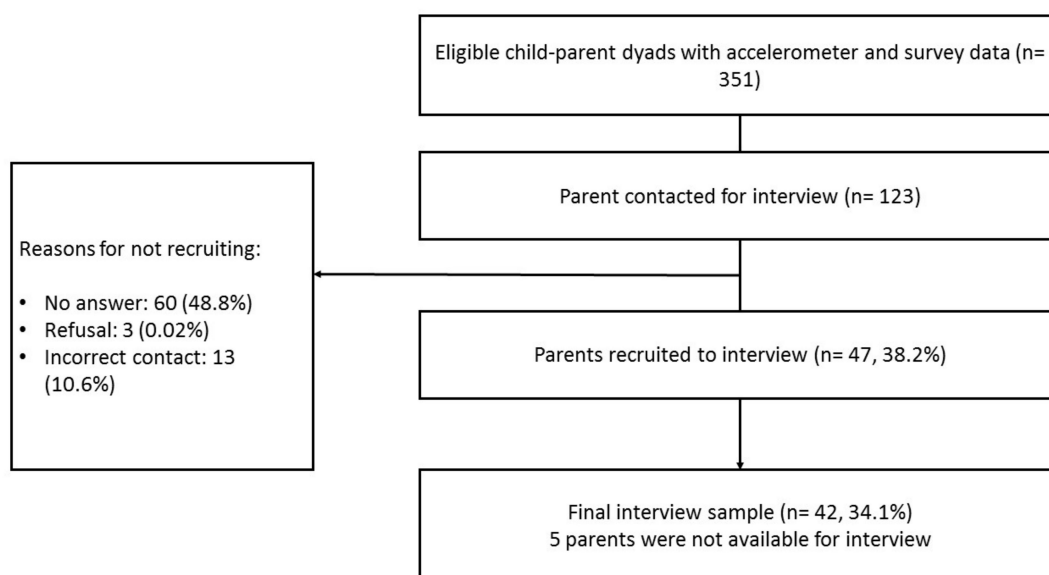 Eligible child-parent dyads with accelerometer and survey data (n=
351)
Parent contacted for interview (n= 123)
Reasons for not recruiting:
• No answer: 60 (48.8%)
• Refusal: 3 (0.02%)
• Incorrect contact: 13
(10.6%)
Parents recruited to interview (n= 47, 38.2%)
Final interview sample (n= 42, 34.1%)
5 parents were not available for interview